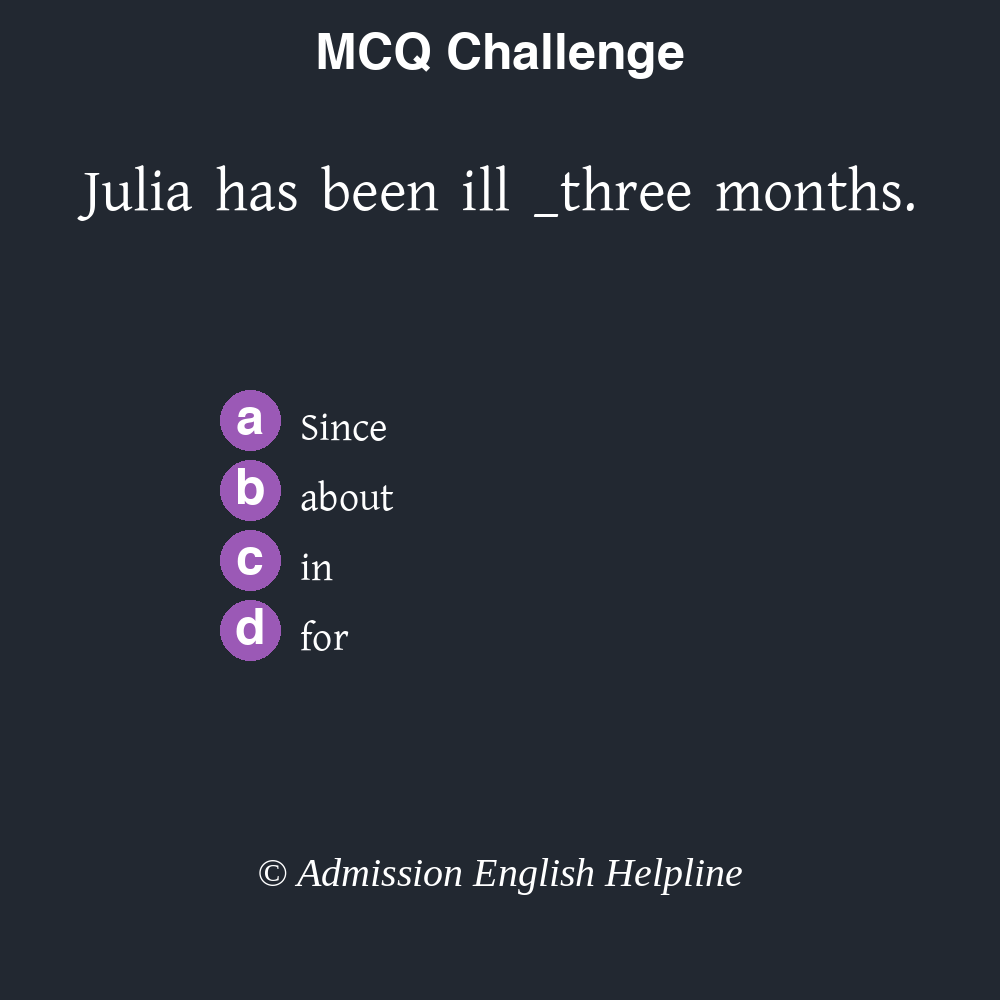 MCQ Challenge
Julia has been ill _three months.
a Since
b about
c in
d for
© Admission English Helpline